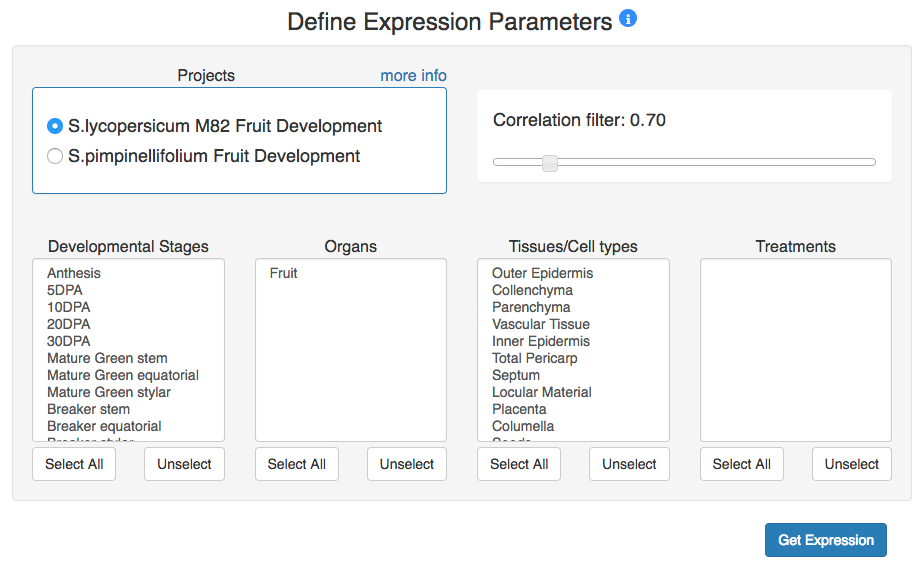 Define Expression Parameters
Projects more info
S.lycopersicum M82 Fruit Development
S.pimpinellifolium Fruit Development
Correlation filter: 0.70
Developmental Stages
Anthesis
5DPA
10DPA
20DPA
30DPA
Mature Green stem
Mature Green equatorial
Mature Green stylar
Breaker stem
Breaker equatorial
Breaker stylar
Select All Unselect
Organs
Fruit
Select All Unselect
Tissues/Cell types
Outer Epidermis
Collenchyma
Parenchyma
Vascular Tissue
Inner Epidermis
Total Pericarp
Septum
Locular Material
Placenta
Columella
Seeds
Select All Unselect
Treatments
Select All Unselect
Get Expression